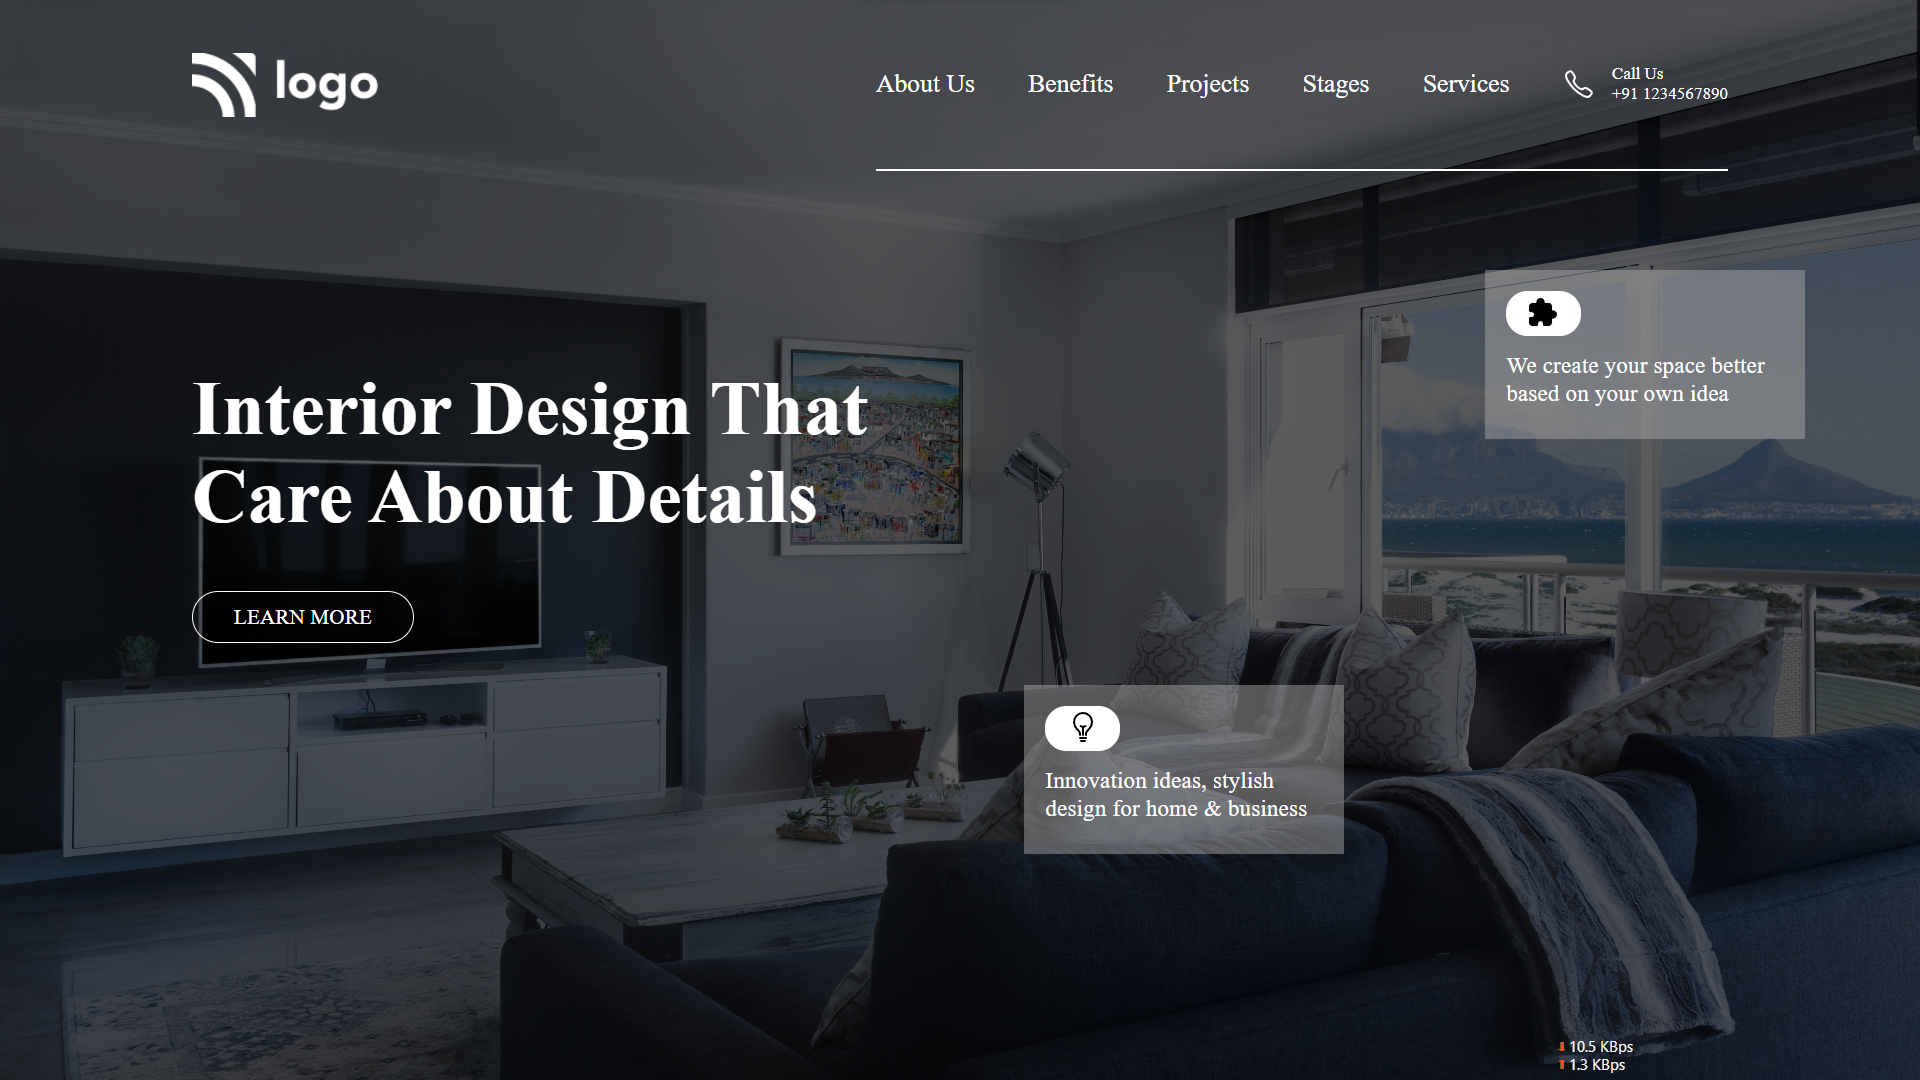 logo
About Us
Benefits
Projects
Stages
Services
Call Us
+91 1234567890
We create your space better
based on your own idea
Interior Design That
Care About Details
LEARN MORE
Innovation ideas, stylish
design for home & business
10.5 KBps
1.3 KBps